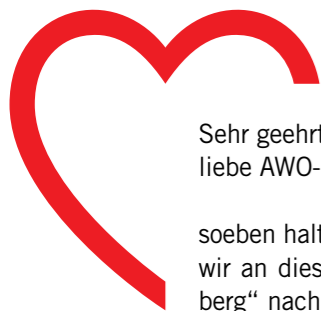 Sehr geehrt
liebe AWO-
soeben halt
wir an dies
berg“ nach